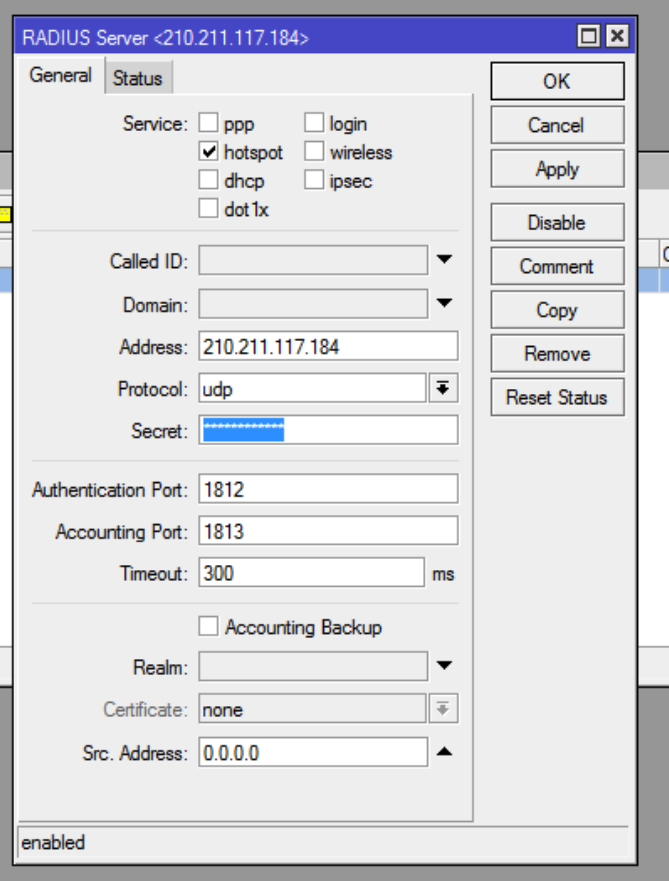 RADIUS Server <210.211.117.184>
General Status
Service: ppp login
hotspot wireless
dhcp ipsec
dot1x
Called ID:
Domain:
Address: 210.211.117.184
Protocol: udp
Secret: ************
Authentication Port: 1812
Accounting Port: 1813
Timeout: 300 ms
Accounting Backup
Realm:
Certificate: none
Src. Address: 0.0.0.0
enabled
OK
Cancel
Apply
Disable
Comment
Copy
Remove
Reset Status